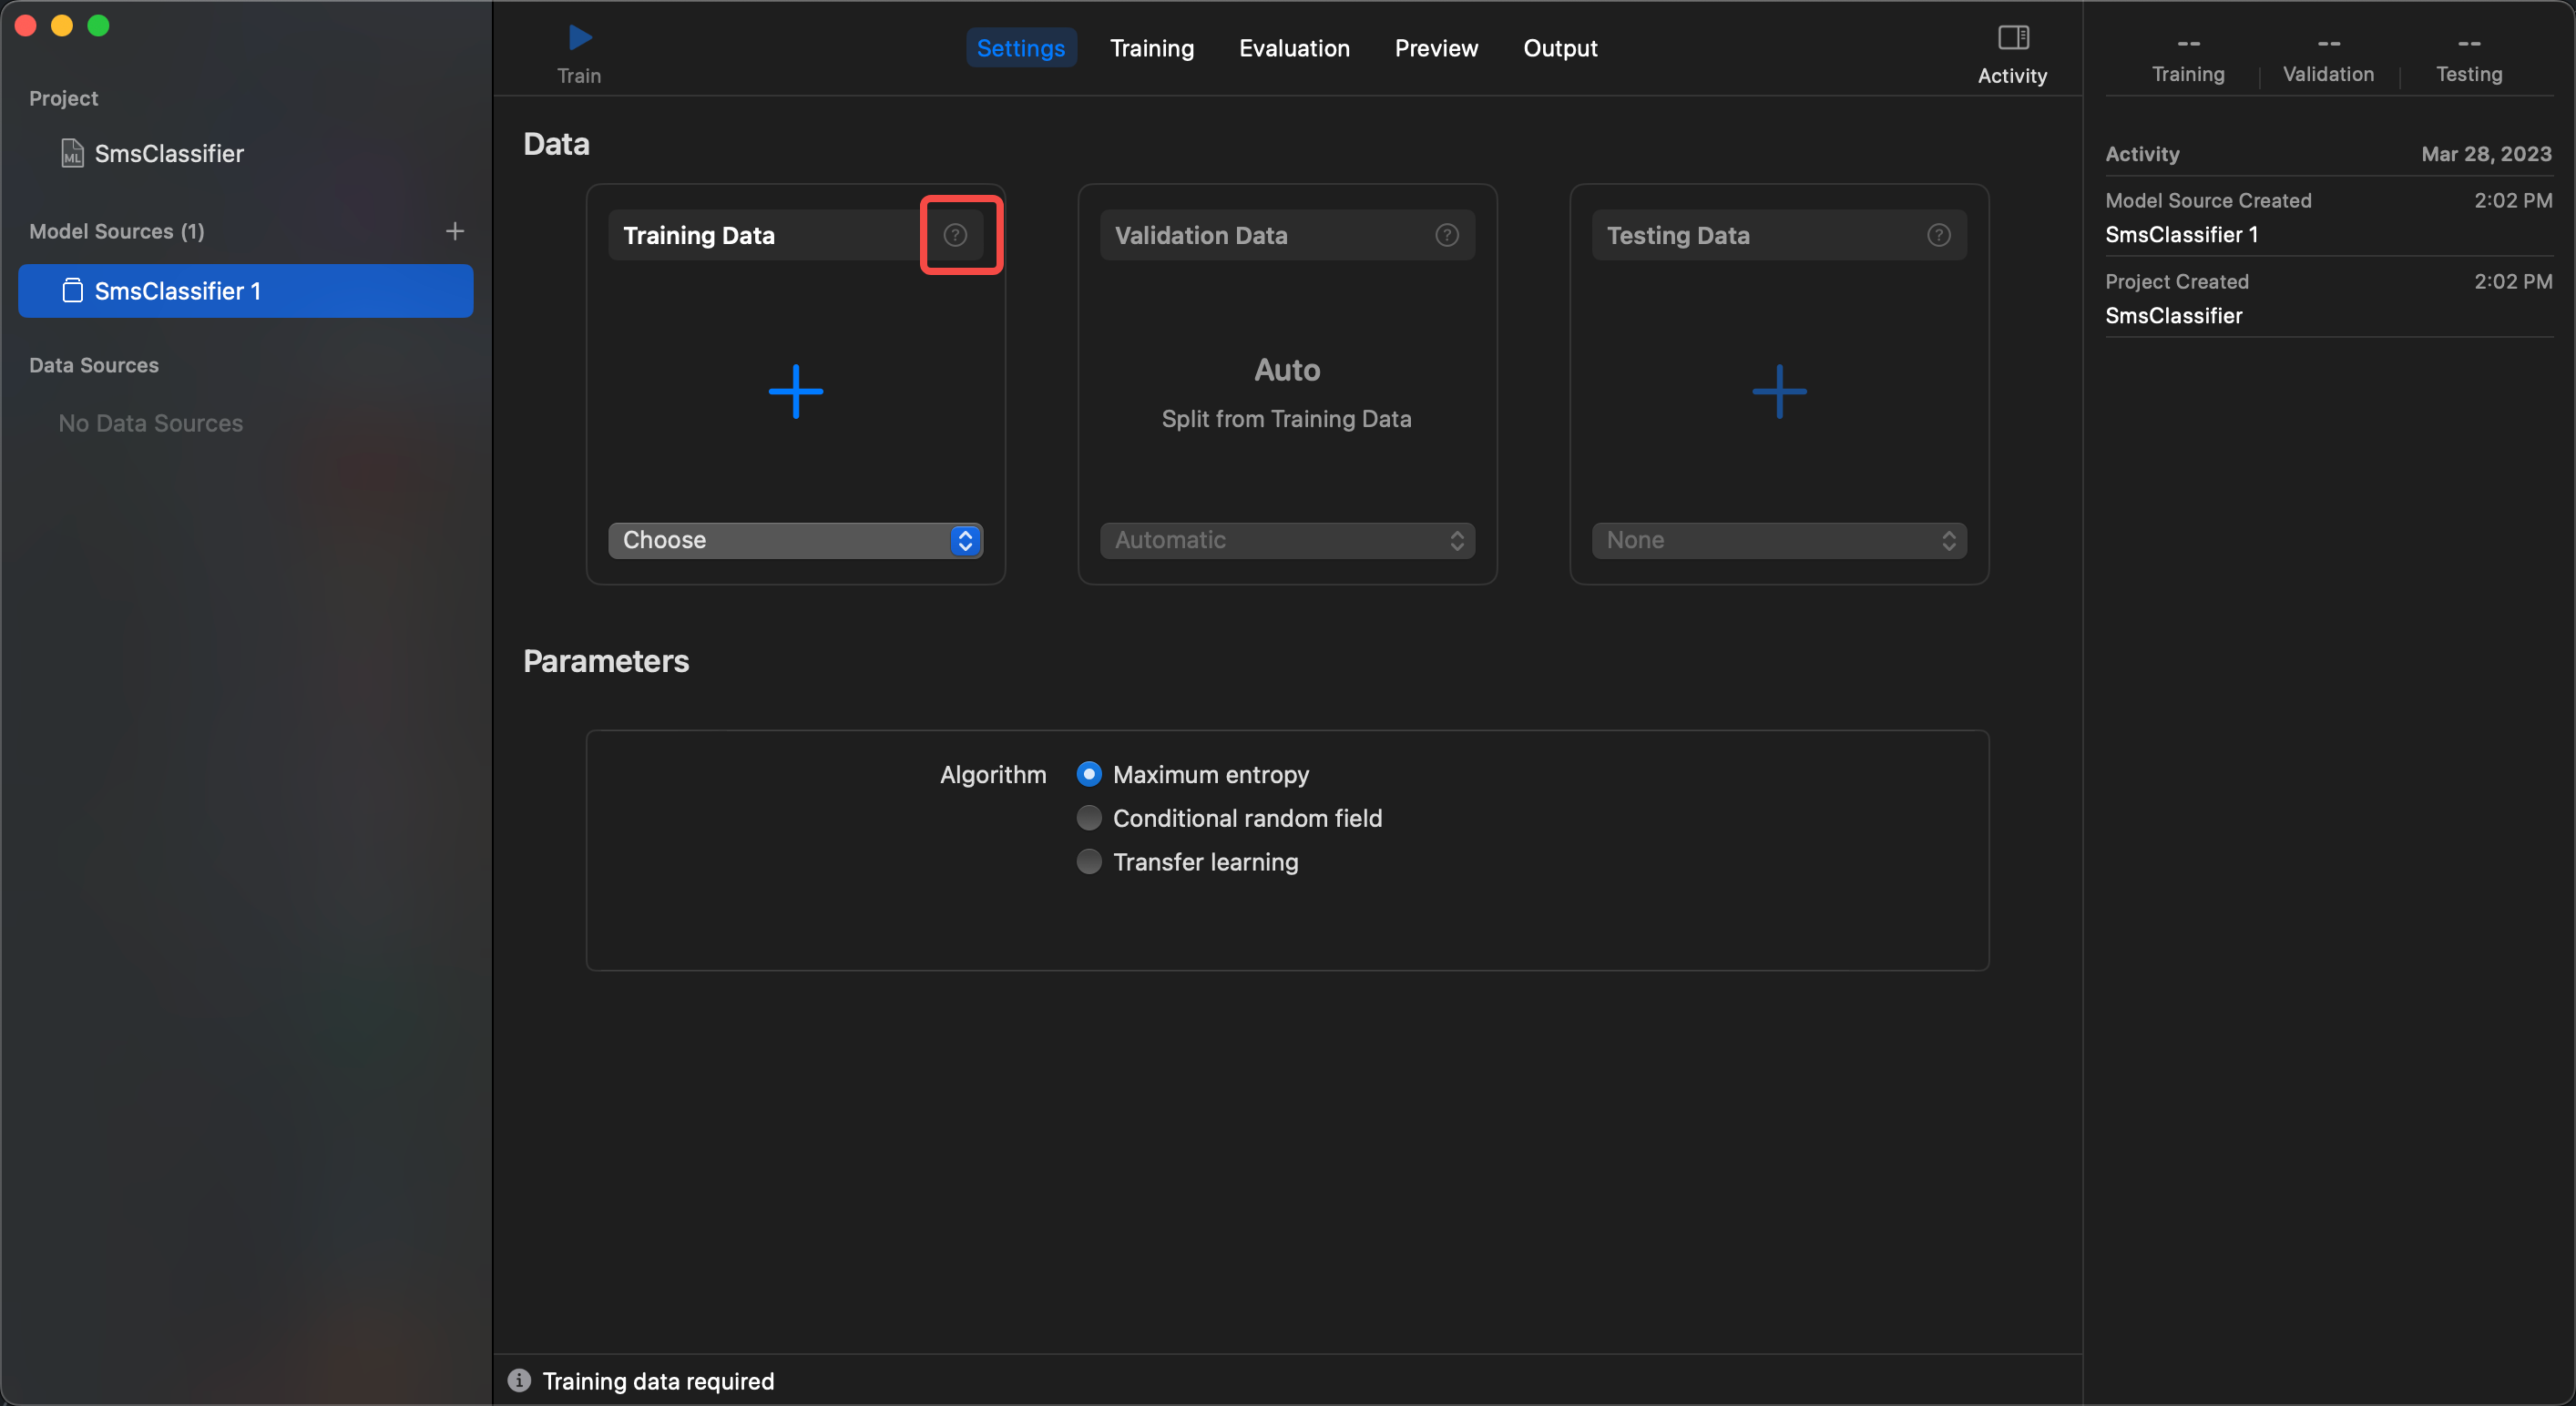 Project
SmsClassifier
Model Sources (1)
SmsClassifier 1
Data Sources
No Data Sources
Train
Settings
Training
Evaluation
Preview
Output
Activity
Data
Training Data
Choose
Validation Data
Auto
Split from Training Data
Automatic
Testing Data
None
Parameters
Algorithm
Maximum entropy
Conditional random field
Transfer learning
Training data required
-- -- --
Training Validation Testing
Activity Mar 28, 2023
Model Source Created 2:02 PM
SmsClassifier 1
Project Created 2:02 PM
SmsClassifier